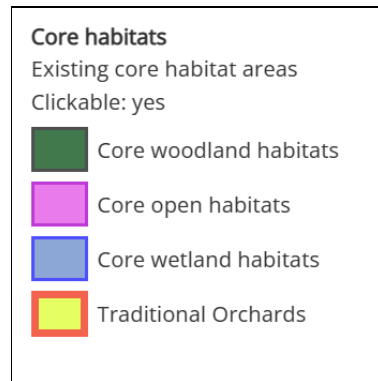 Core habitats
Existing core habitat areas
Clickable: yes
Core woodland habitats
Core open habitats
Core wetland habitats
Traditional Orchards